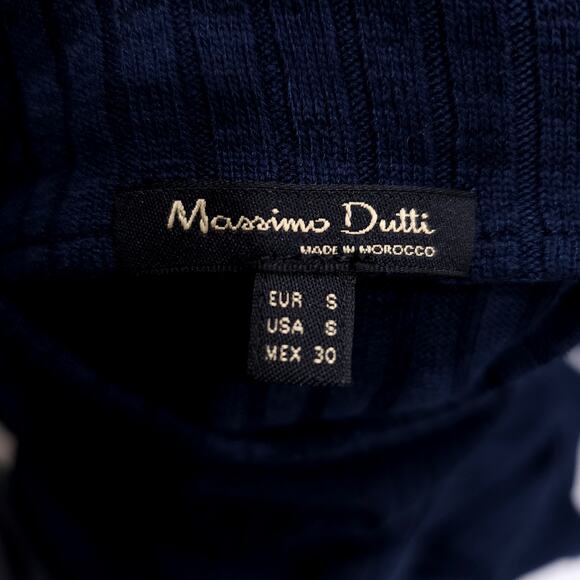 Massimo Dutti
MADE IN MOROCCO
EUR S
USA S
MEX 30